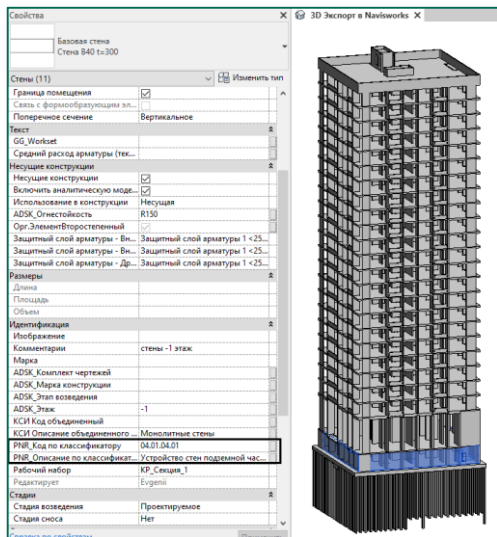 Свойства
3D Экспорт в Navisworks
Базовая стена
Стена B40 t=300
Стены (11)
Изменить тип
Граница помещения
Связь с формообразующим эл...
Поперечное сечение Вертикальное
Текст
GG_Workset
Средний расход арматуры (тек...
Несущие конструкции
Несущие конструкции
Включить аналитическую моде...
Использование в конструкции Несущая
ADSK_Огнестойкость R150
Орг.ЭлементВторостепенный
Защитный слой арматуры - Вн... Защитный слой арматуры 1 <25...
Защитный слой арматуры - Вн... Защитный слой арматуры 1 <25...
Защитный слой арматуры - Др... Защитный слой арматуры 1 <25...
Размеры
Длина
Площадь
Объем
Идентификация
Изображение
Комментарии стены -1 этаж
Марка
ADSK_Комплект чертежей
ADSK_Марка конструкции
ADSK_Этап возведения
ADSK_Этаж -1
КСИ Код объединенный
КСИ Описание объединенного ... Монолитные стены
PNR_Код по классификатору 04.01.04.01
PNR_Описание по классификат... Устройство стен подземной час...
Рабочий набор КР_Секция_1
Редактирует Evgenii
Стадии
Стадия возведения Проектируемое
Стадия сноса Нет
Справка по свойствам